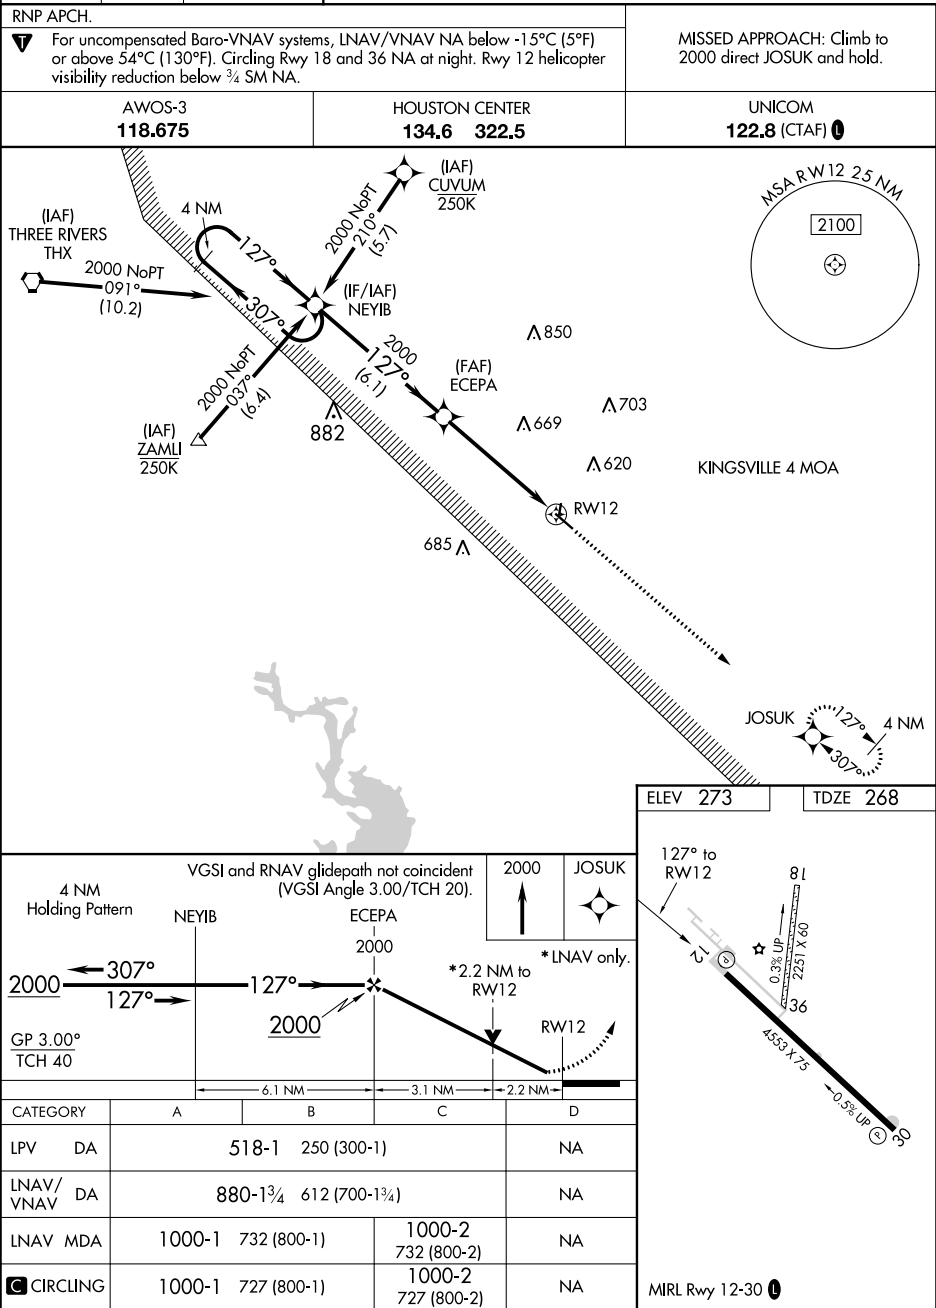 RNP APCH.
T
For uncompensated Baro-VNAV systems, LNAV/VNAV NA below -15°C (5°F)
or above 54°C (130°F). Circling Rwy 18 and 36 NA at night. Rwy 12 helicopter
visibility reduction below ¾ SM NA.
MISSED APPROACH: Climb to
2000 direct JOSUK and hold.
AWOS-3
118.675
HOUSTON CENTER
134.6 322.5
UNICOM
122.8 (CTAF) L
(IAF)
CUVUM
250K
2000 NoPT
210°
(5.7)
MSA RW12 25 NM
2100
(IAF)
THREE RIVERS
THX
2000 NoPT
091°
(10.2)
4 NM
127°
307°
(IF/IAF)
NEYIB
2000 NoPT
037°
(6.4)
(IAF)
ZAMLI
250K
2000
127°
(6.1)
(FAF)
ECEPA
850
882
669
703
620
KINGSVILLE 4 MOA
RW12
685
JOSUK
127°
307°
4 NM
ELEV 273
TDZE 268
127° to
RW12
12
18
0.3% UP
2251 X 60
36
P
4553 X 75
0.5% UP
P
30
MIRL Rwy 12-30 L
VGSI and RNAV glidepath not coincident
(VGSI Angle 3.00/TCH 20).
2000
JOSUK
4 NM
Holding Pattern
NEYIB
ECEPA
2000
*LNAV only.
*2.2 NM to
RW12
2000
307°
127°
127°
2000
RW12
GP 3.00°
TCH 40
6.1 NM
3.1 NM
2.2 NM
CATEGORY A B C D
LPV DA 518-1 250 (300-1) NA
LNAV/
VNAV DA 880-1¾ 612 (700-1¾) NA
LNAV MDA 1000-1 732 (800-1) 1000-2
732 (800-2) NA
C CIRCLING 1000-1 727 (800-1) 1000-2
727 (800-2) NA